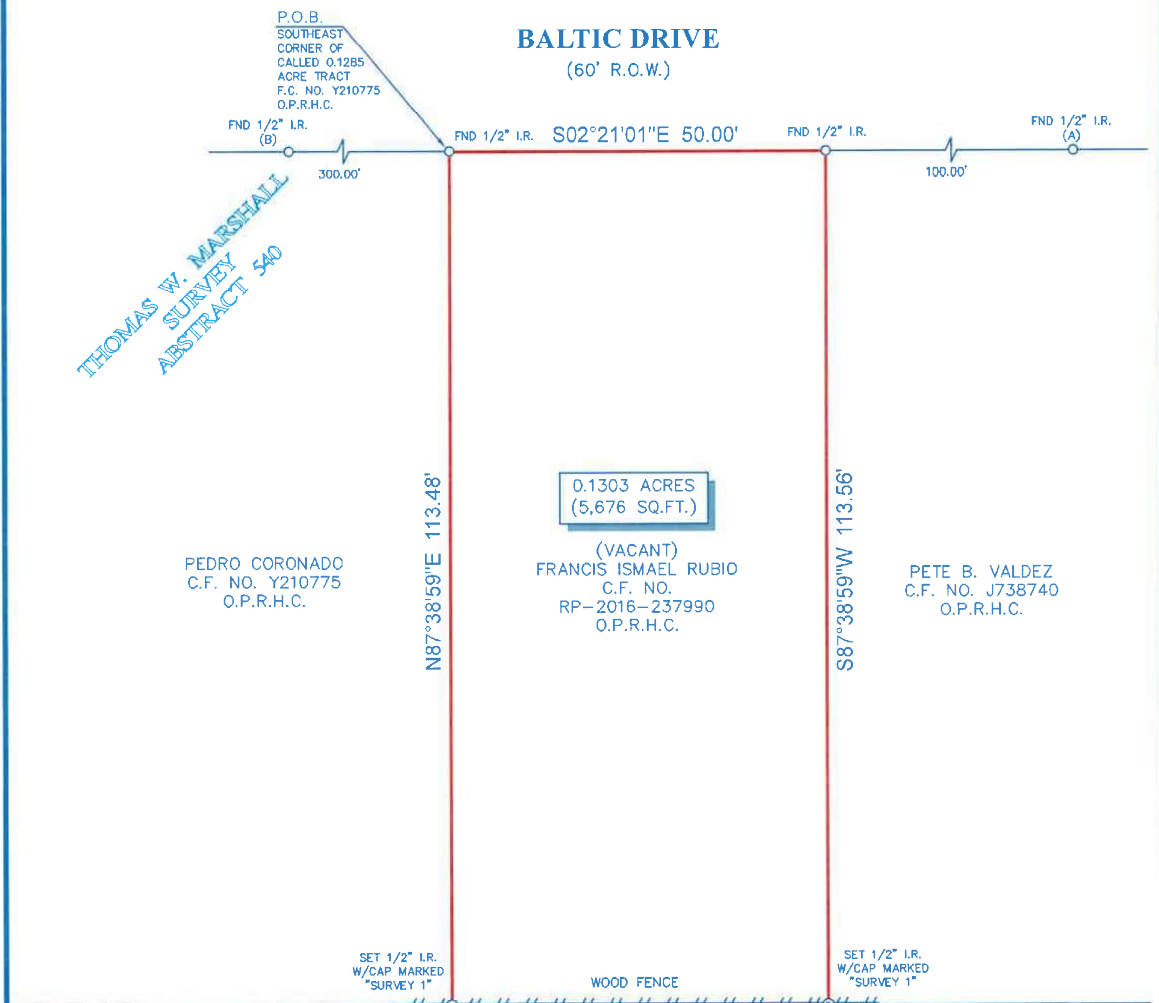 P.O.B.
SOUTHEAST
CORNER OF
CALLED 0.1285
ACRE TRACT
F.C. NO. Y210775
O.P.R.H.C.
BALTIC DRIVE
(60' R.O.W.)
FND 1/2" I.R.
(B)
300.00'
FND 1/2" I.R.
S02°21'01"E 50.00'
FND 1/2" I.R.
100.00'
FND 1/2" I.R.
(A)
THOMAS W. MARSHALL
SURVEY
ABSTRACT 540
N87°38'59"E 113.48'
0.1303 ACRES
(5,676 SQ.FT.)
(VACANT)
FRANCIS ISMAEL RUBIO
C.F. NO.
RP-2016-237990
O.P.R.H.C.
S87°38'59"W 113.56'
PEDRO CORONADO
C.F. NO. Y210775
O.P.R.H.C.
PETE B. VALDEZ
C.F. NO. J738740
O.P.R.H.C.
SET 1/2" I.R.
W/CAP MARKED
"SURVEY 1"
WOOD FENCE
SET 1/2" I.R.
W/CAP MARKED
"SURVEY 1"